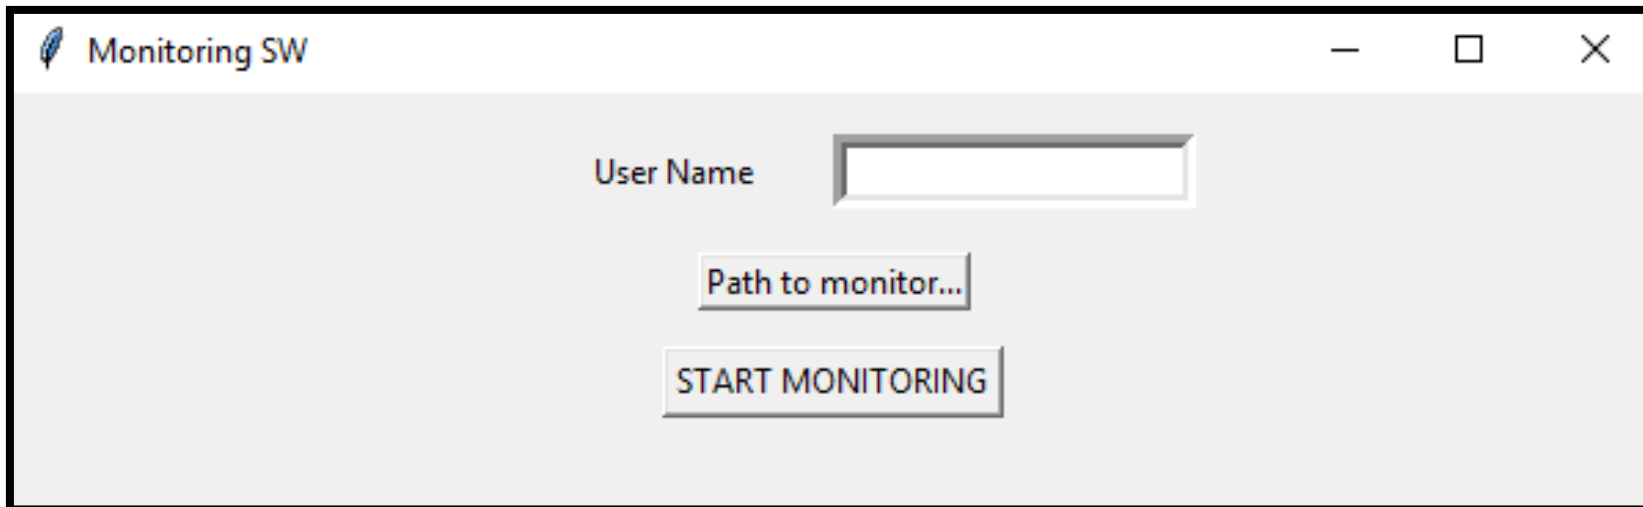 Monitoring SW
User Name
Path to monitor...
START MONITORING